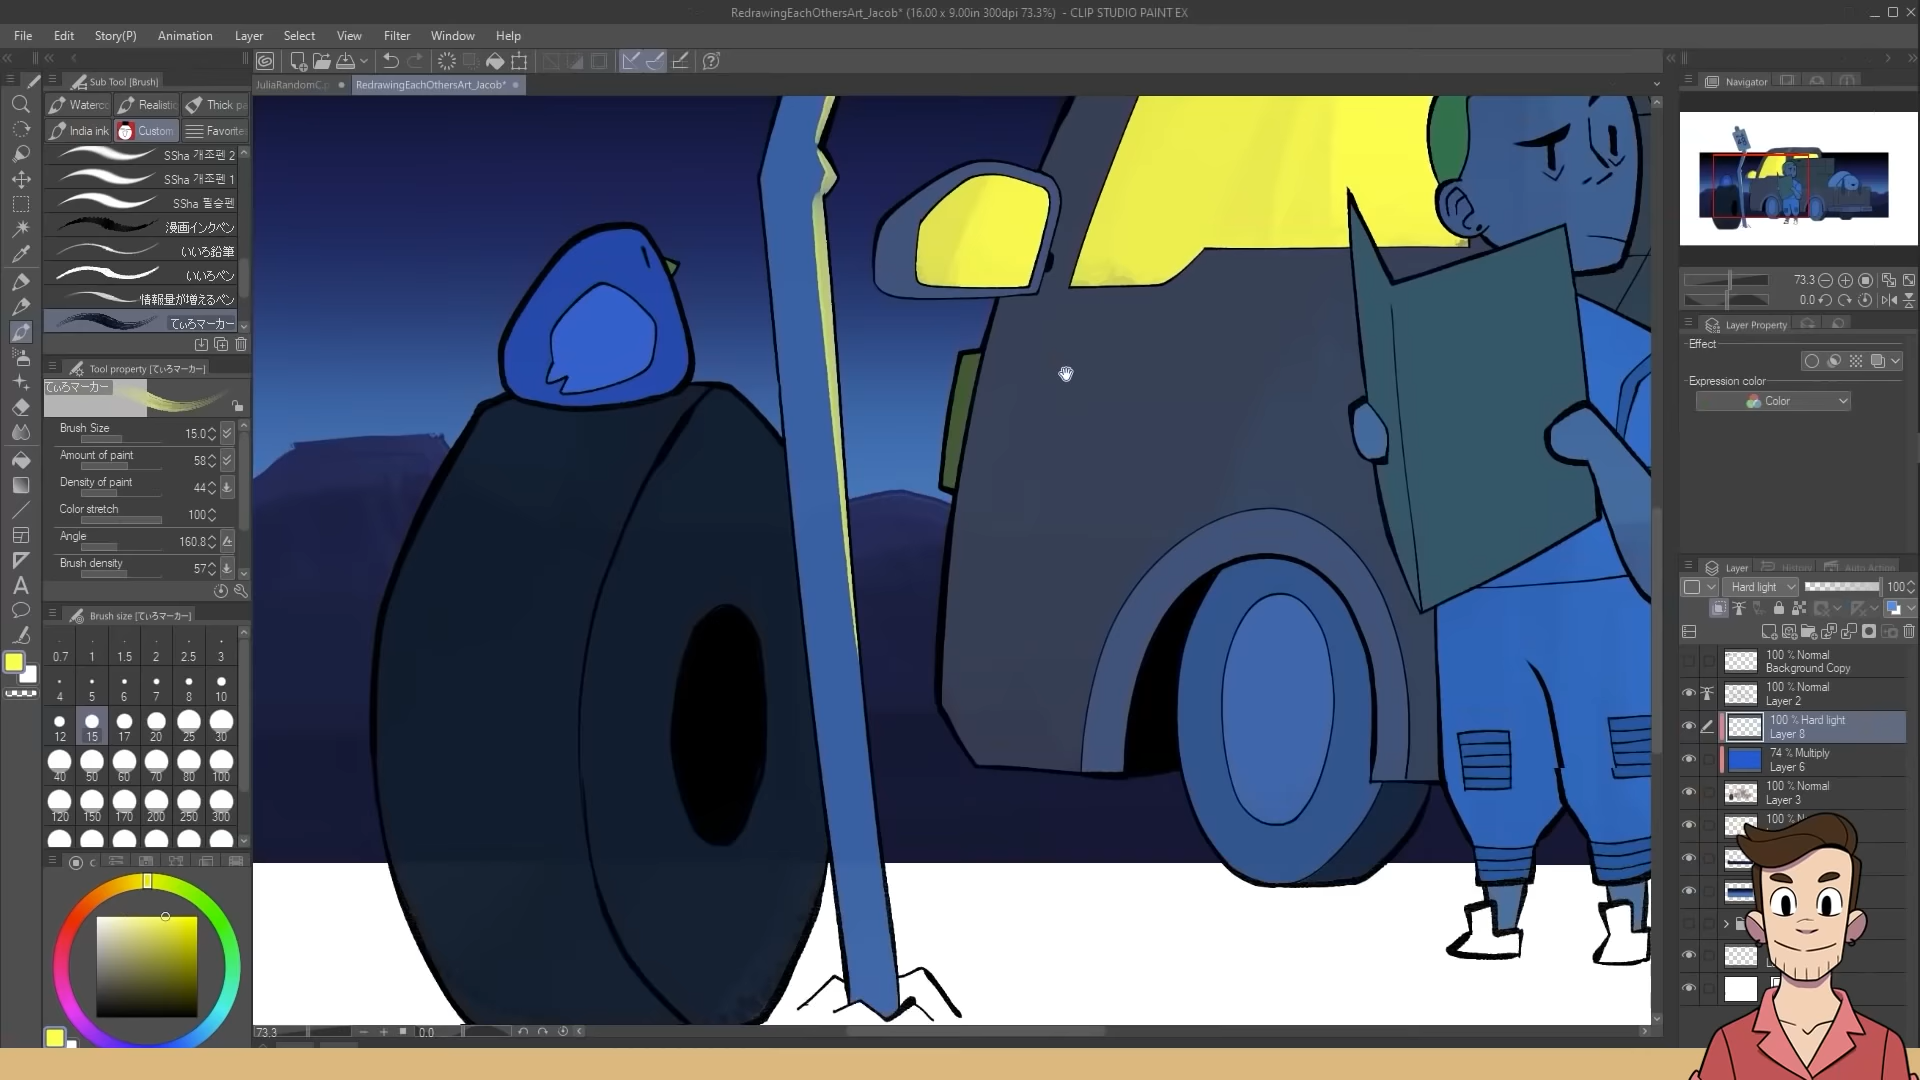 RedrawingEachOthersArt_Jacob* (16.00 x 9.00in 300dpi 73.3%) - CLIP STUDIO PAINT EX
File Edit Story(P) Animation Layer Select View Filter Window Help
Sub Tool [Brush]
JuliaRandomC RedrawingEachOthersArt_Jacob*
Navigator
Waterc Realistic Thick pa
India ink Custom Favorite
SSha 개조펜 2
SSha 개조펜 1
SSha 필승펜
漫画インクペン
いいろ鉛筆
いいろペン
情報量が増えるペン
てぃろマーカー
Tool property [てぃろマーカー]
てぃろマーカー
Brush Size 15.0
Amount of paint 58
Density of paint 44
Color stretch 100
Angle 160.8
Brush density 57
Brush size [てぃろマーカー]
0.7 1 1.5 2 2.5 3
4 5 6 7 8 10
12 15 17 20 25 30
40 50 60 70 80 100
120 150 170 200 250 300
73.3 0.0
73.3
0.0
Layer Property
Effect
Expression color
Color
Layer History Auto Action
Hard light 100
100 % Normal
Background Copy
100 % Normal
Layer 2
100 % Hard light
Layer 8
74 % Multiply
Layer 6
100 % Normal
Layer 3
100 %